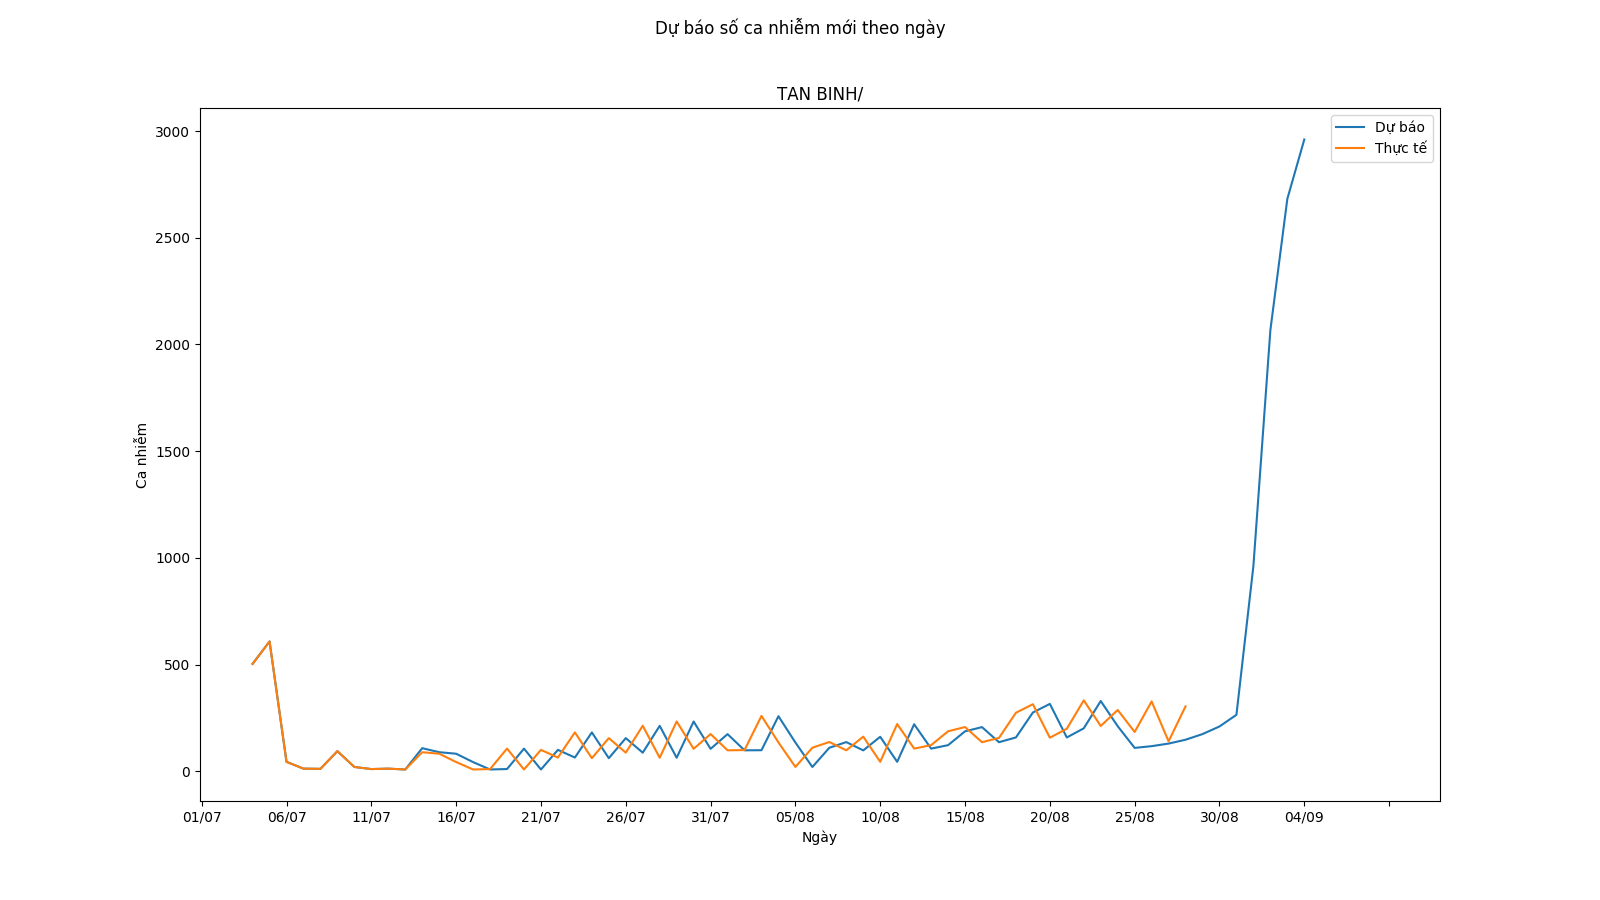 Dự báo số ca nhiễm mới theo ngày
TAN BINH/
Dự báo
Thực tế
3000
2500
2000
1500
1000
500
0
Ca nhiễm
01/07 06/07 11/07 16/07 21/07 26/07 31/07 05/08 10/08 15/08 20/08 25/08 30/08 04/09
Ngày